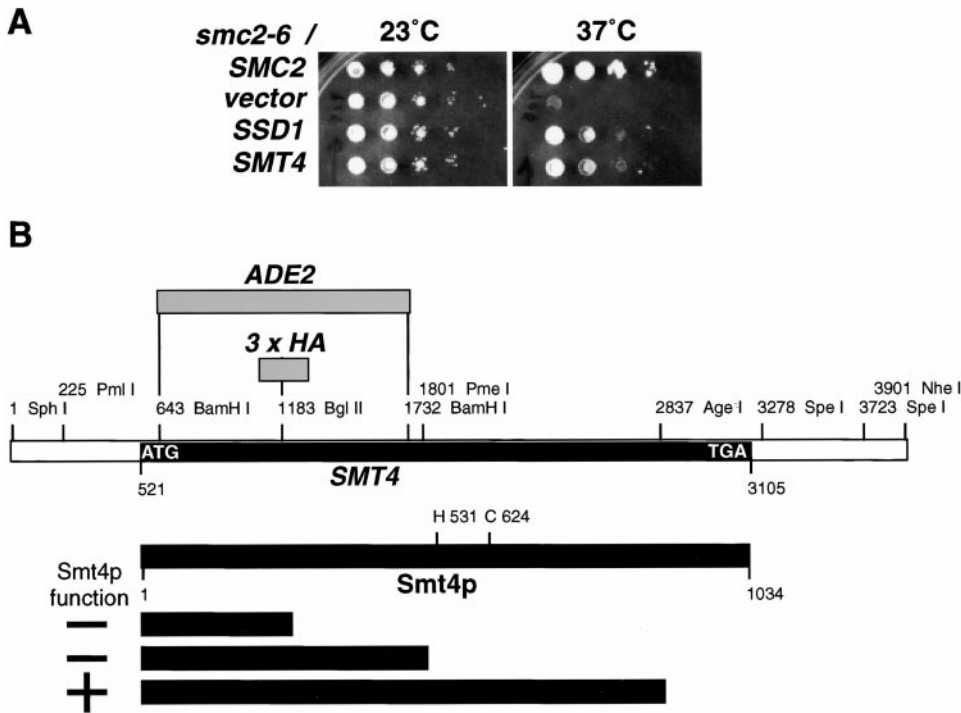 A
smc2-6 / 23°C 37°C
SMC2
vector
SSD1
SMT4
B
ADE2
3 x HA
225 Pml I 1801 Pme I 3901 Nhe I
1 Sph I 643 BamH I 1183 Bgl II 1732 BamH I 2837 Age I 3278 Spe I 3723 Spe I
ATG TGA
SMT4
521 3105
H 531 C 624
Smt4p
Smt4p
function
1 1034
−
−
+